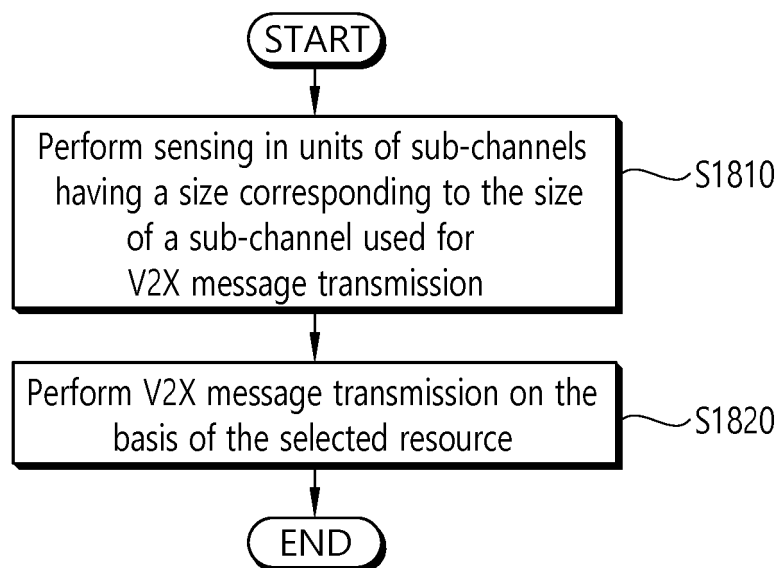 START
Perform sensing in units of sub-channels
having a size corresponding to the size
of a sub-channel used for
V2X message transmission
S1810
Perform V2X message transmission on the
basis of the selected resource
S1820
END